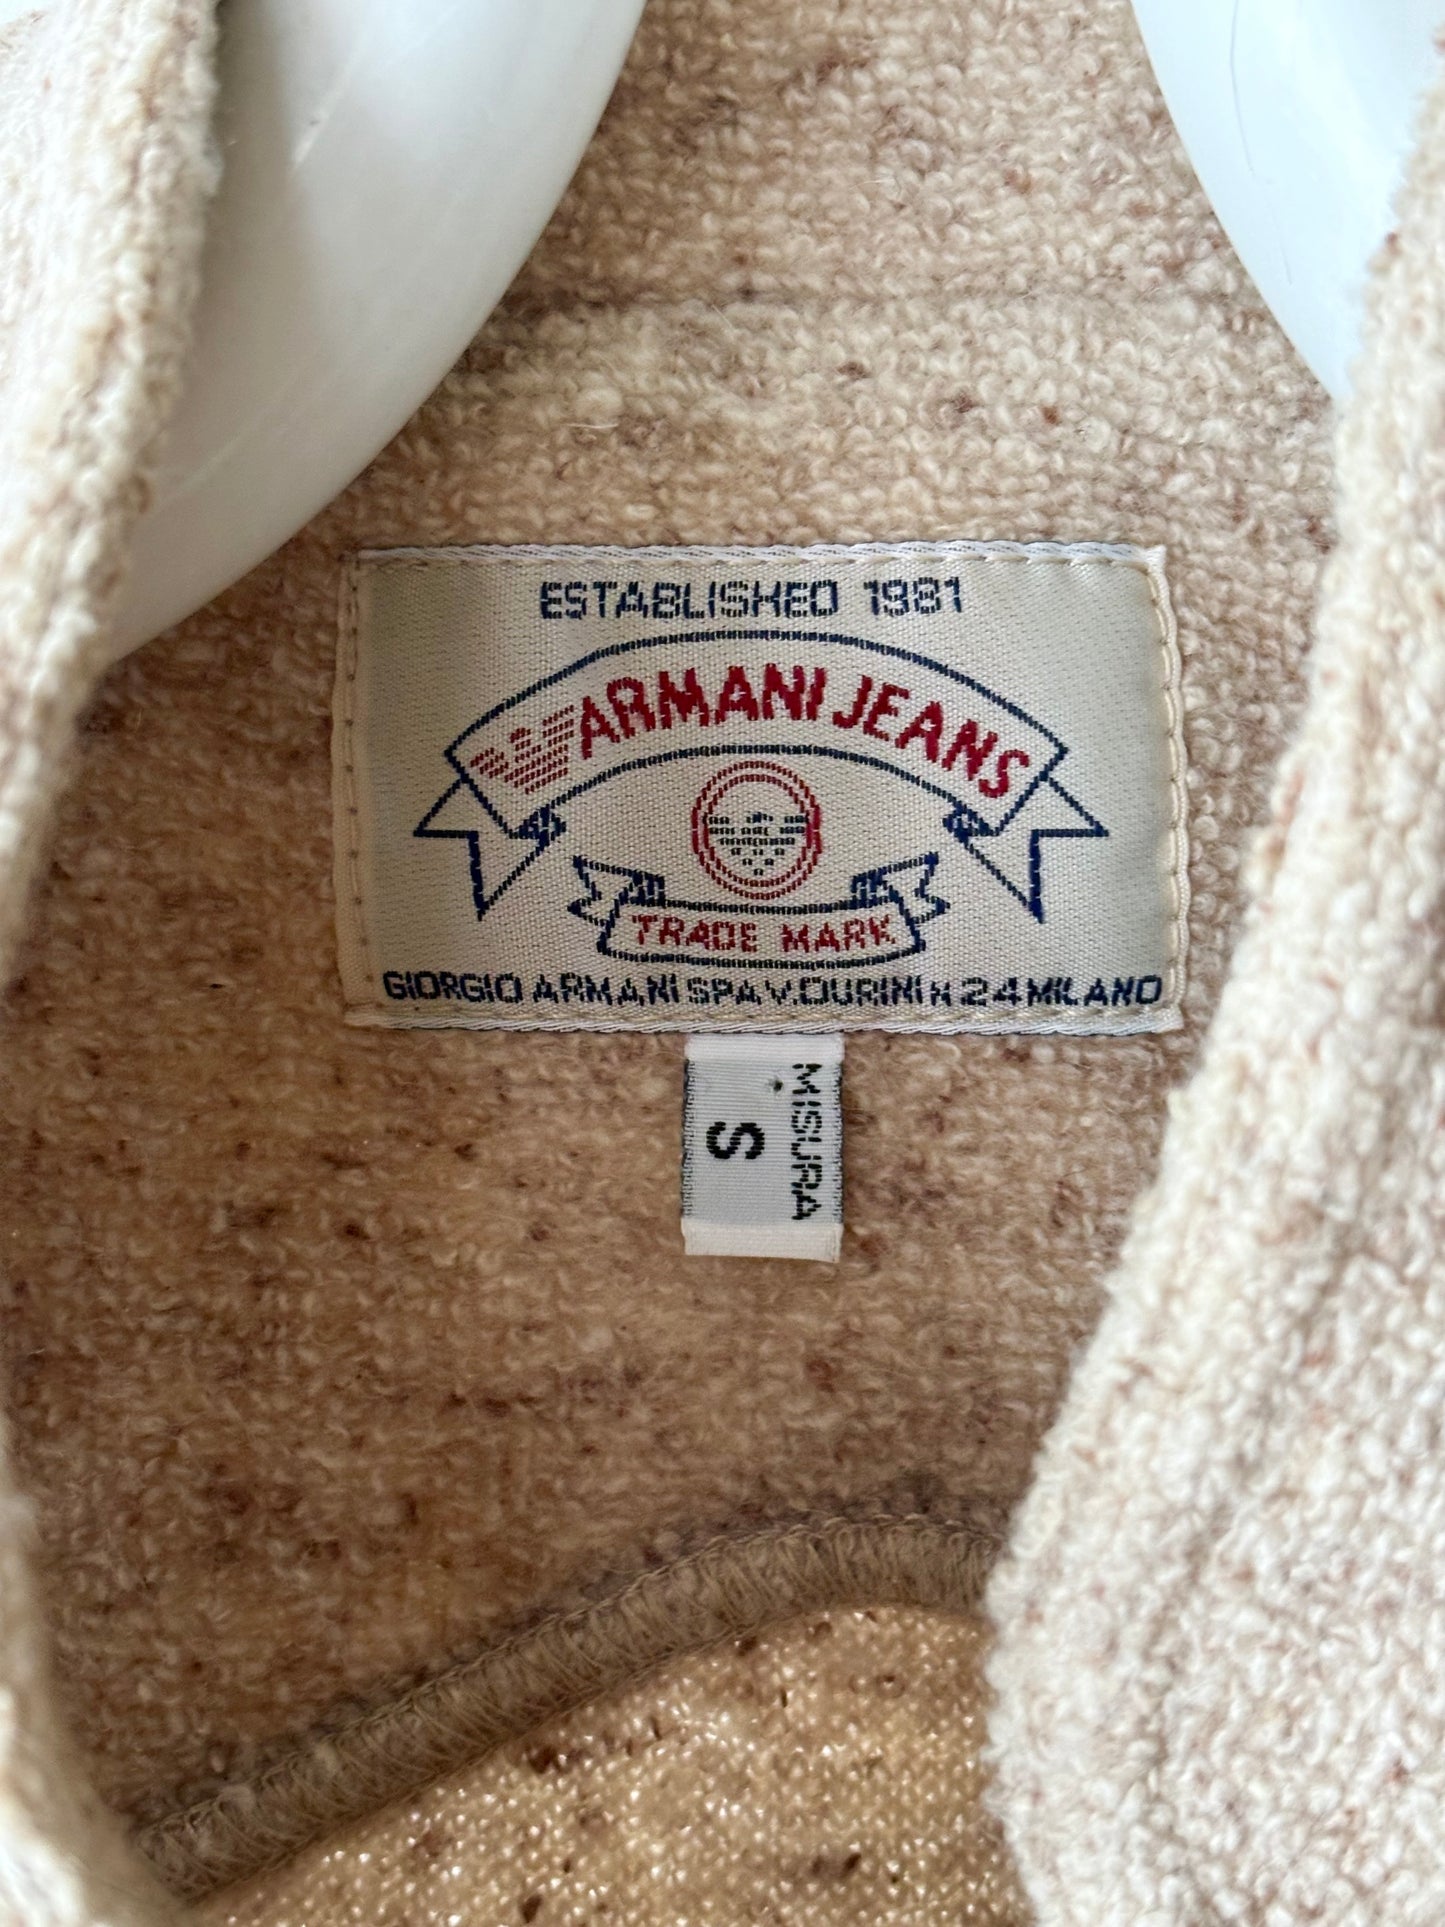 ESTABLISHED 1981
ARMANI JEANS
TRADE MARK
GIORGIO ARMANI SPA V. DURINI N 24 MILANO
MISURA
S